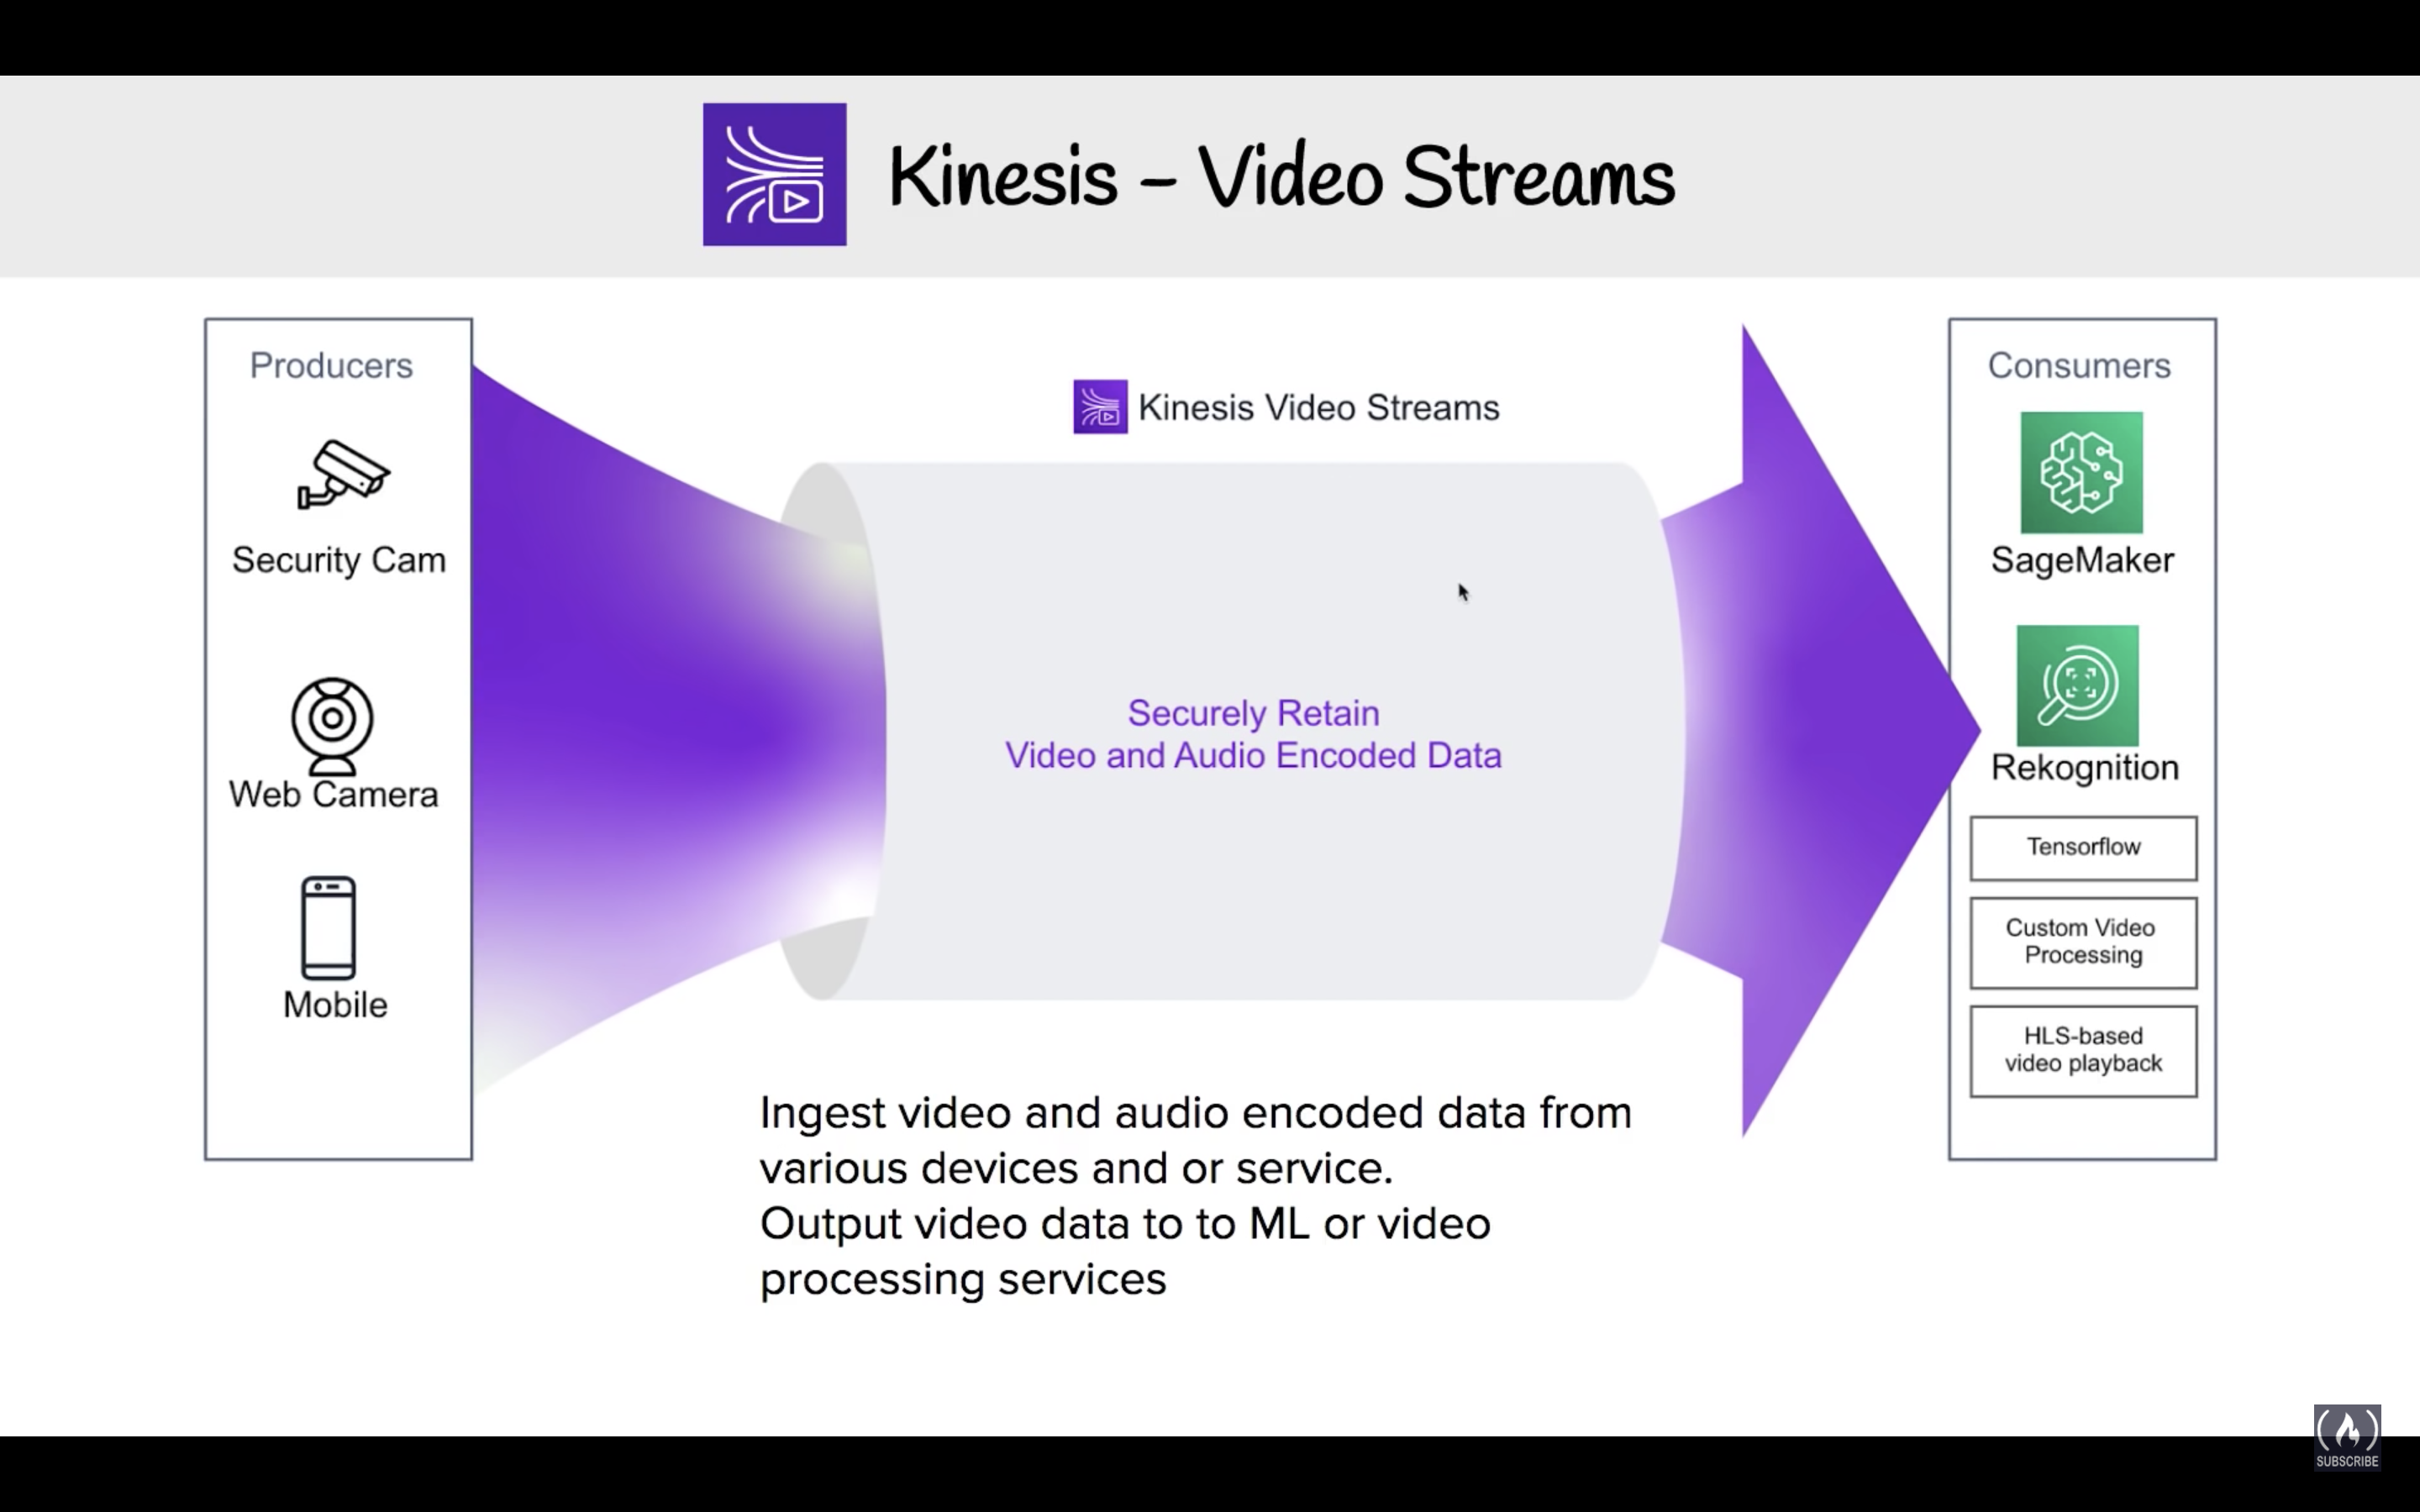 Kinesis - Video Streams
Producers
Security Cam
Web Camera
Mobile
Kinesis Video Streams
Securely Retain
Video and Audio Encoded Data
Ingest video and audio encoded data from
various devices and or service.
Output video data to to ML or video
processing services
Consumers
SageMaker
Rekognition
Tensorflow
Custom Video
Processing
HLS-based
video playback
SUBSCRIBE